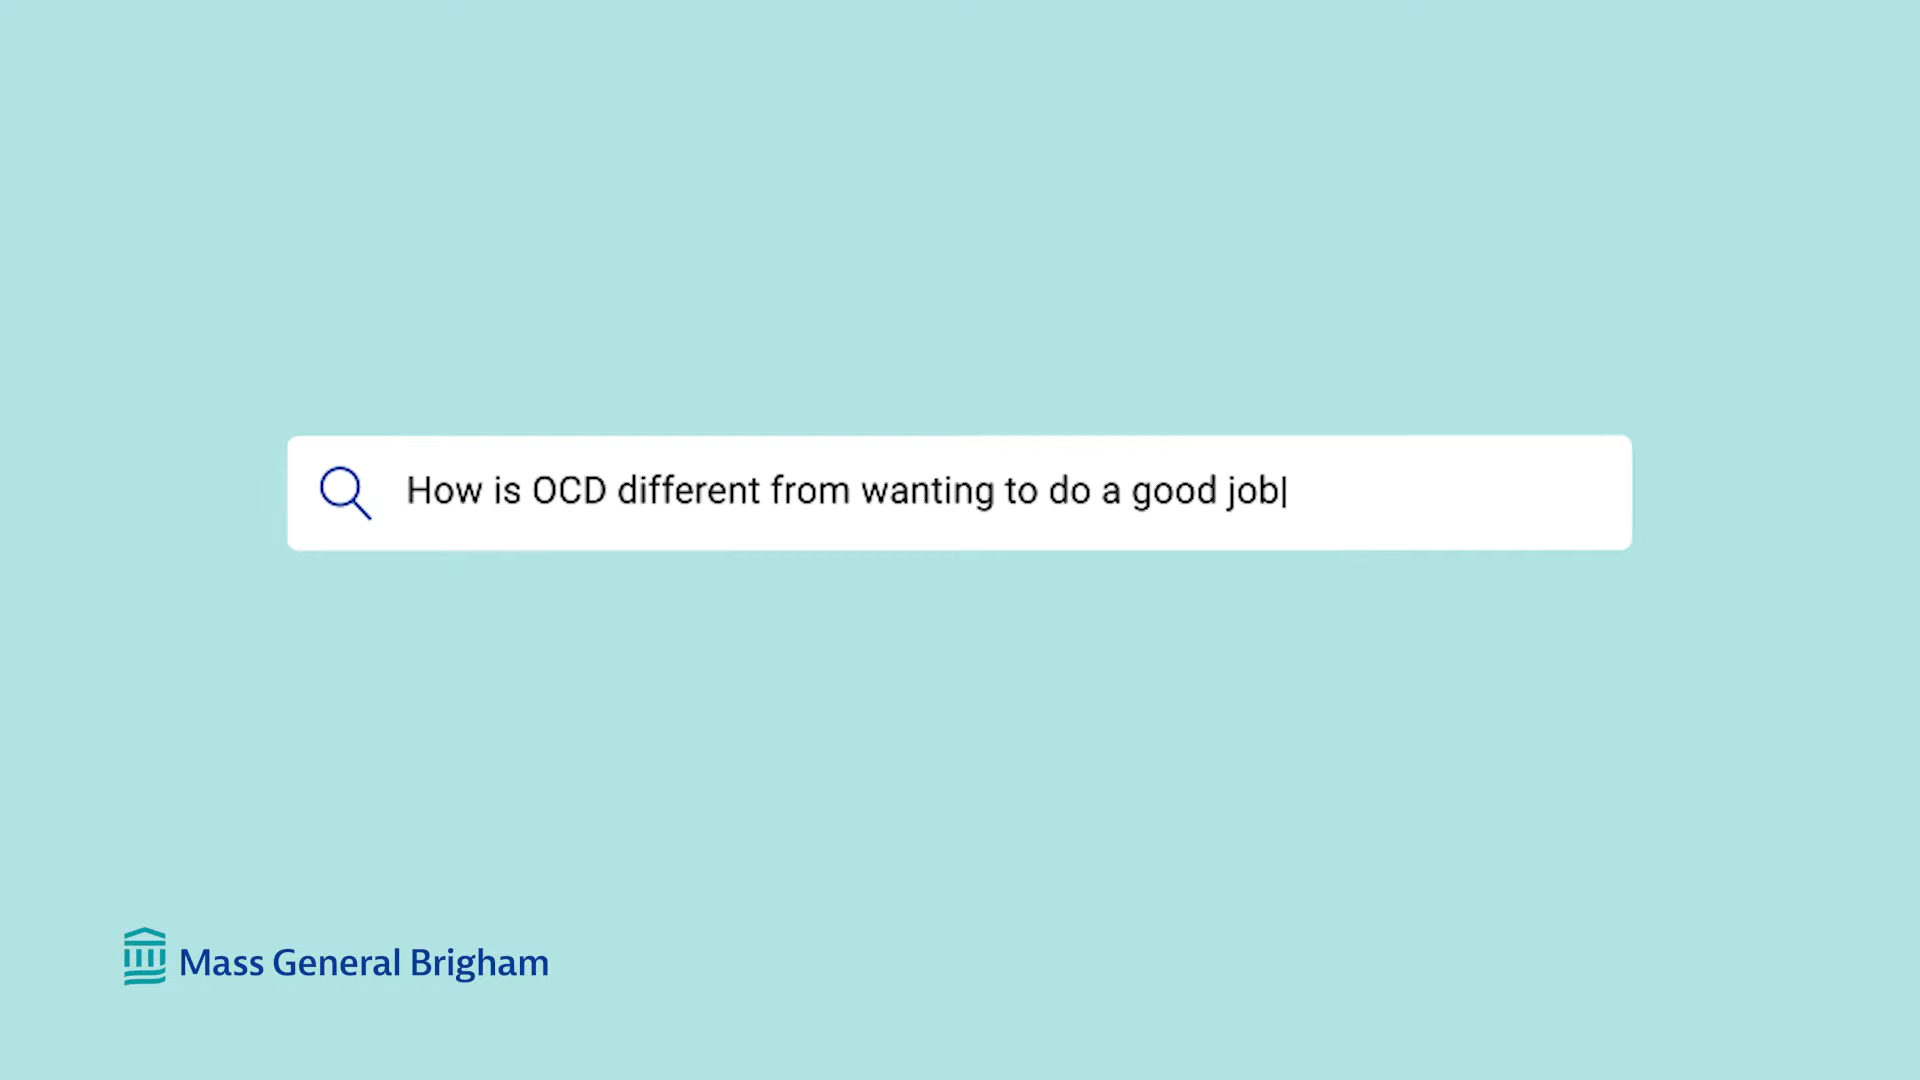 How is OCD different from wanting to do a good job
Mass General Brigham